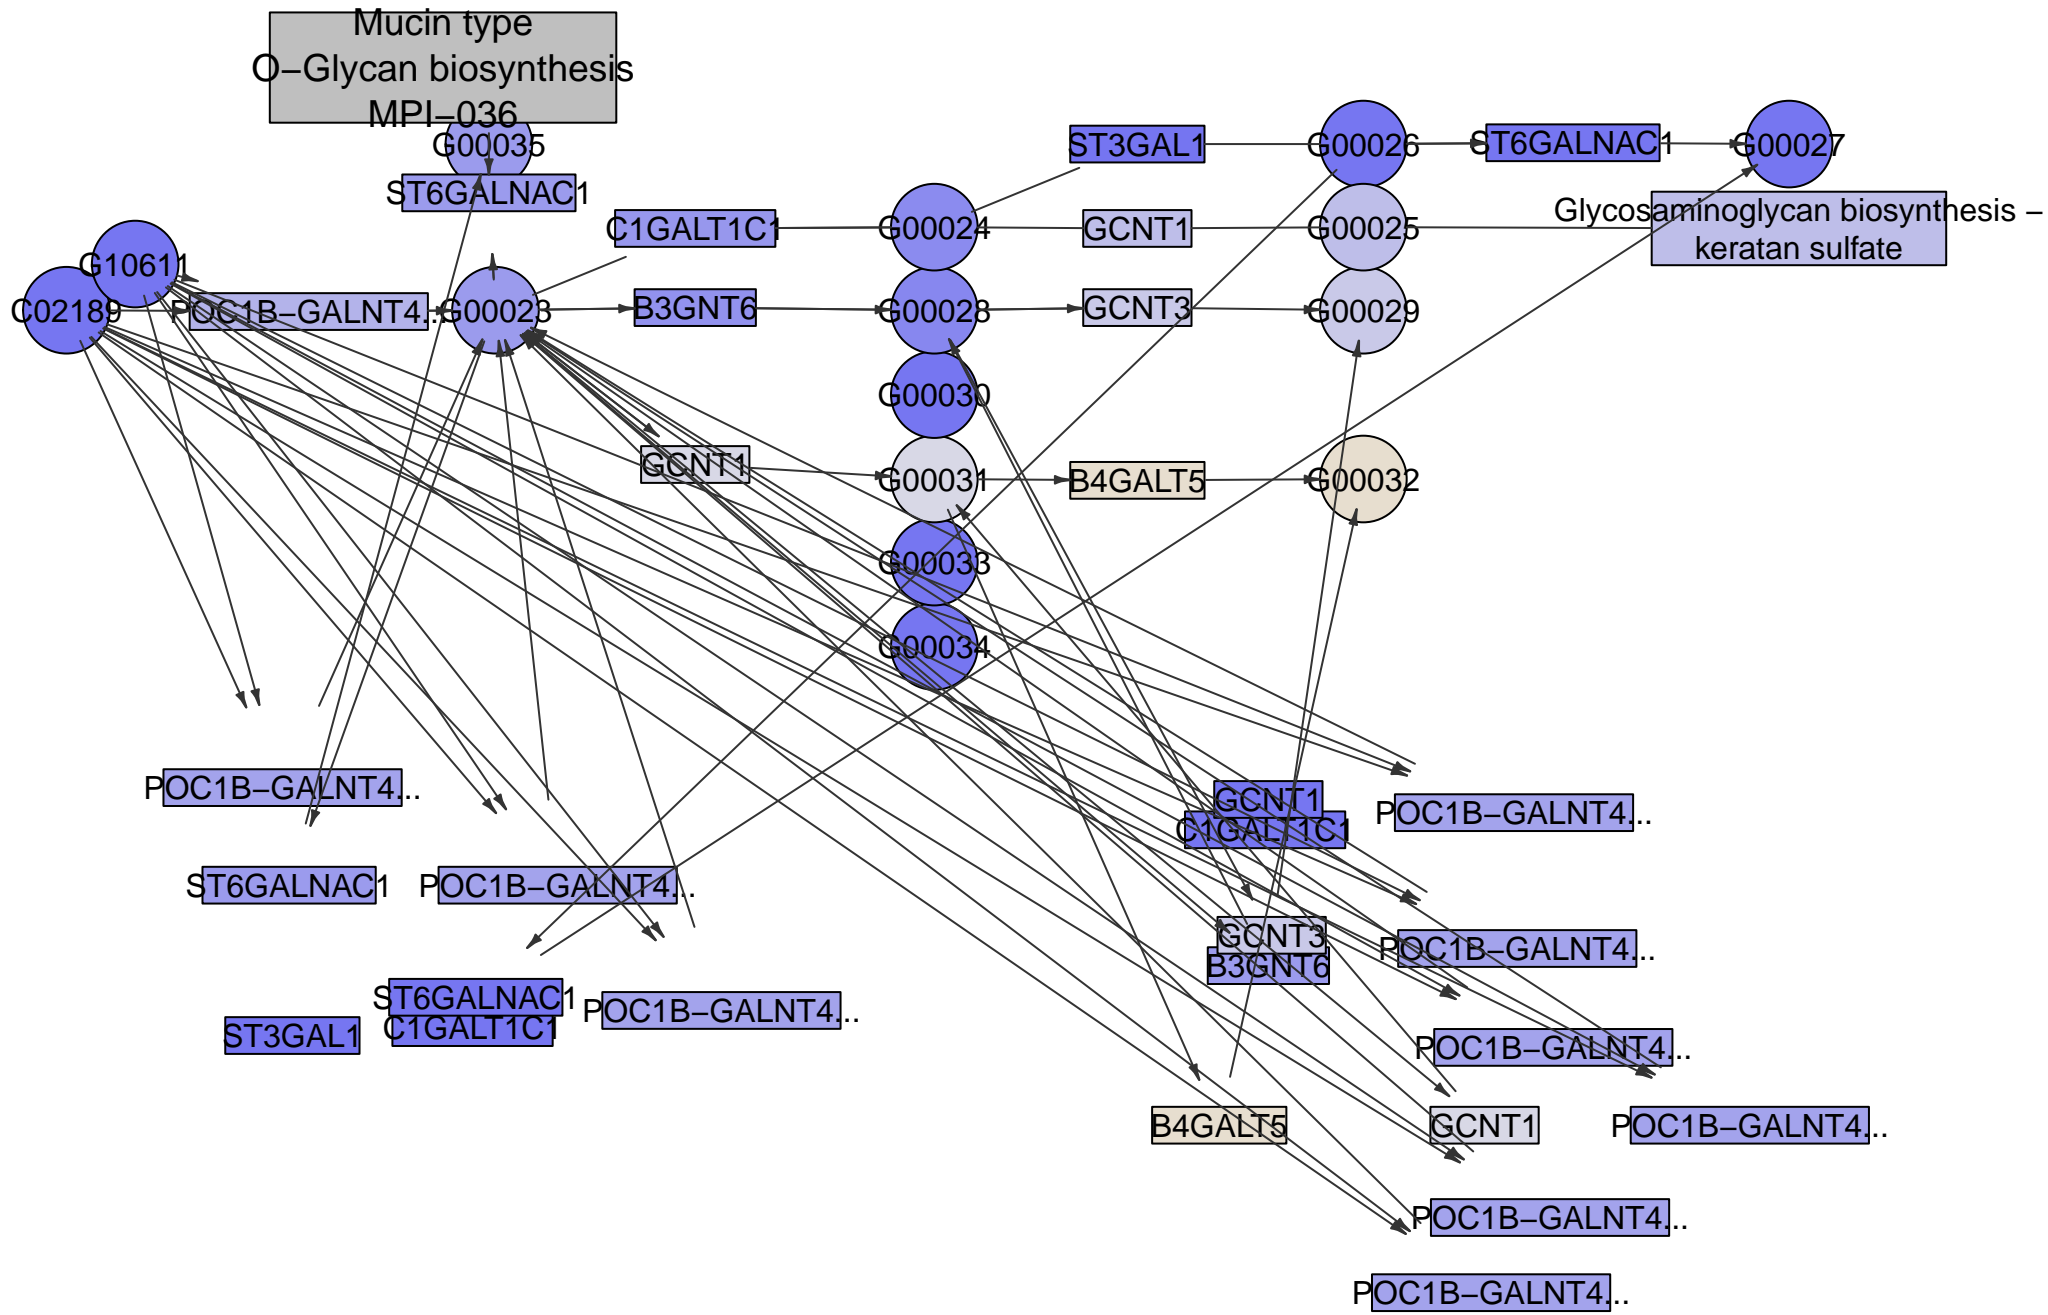 Mucin type
O–Glycan biosynthesis
MPI–036
G00035
ST3GAL1
G00026
ST6GALNAC1
G00027
ST6GALNAC1
C1GALT1C1
G00024
GCNT1
G00025
Glycosaminoglycan biosynthesis –
keratan sulfate
G10611
C02189
POC1B–GALNT4...
G00023
B3GNT6
G00028
GCNT3
G00029
G00030
GCNT1
G00031
B4GALT5
G00032
G00033
G00034
POC1B–GALNT4...
GCNT1
C1GALT1C1
POC1B–GALNT4...
ST6GALNAC1
POC1B–GALNT4...
GCNT3
B3GNT6
POC1B–GALNT4...
ST6GALNAC1
C1GALT1C1
ST3GAL1
POC1B–GALNT4...
POC1B–GALNT4...
B4GALT5
GCNT1
POC1B–GALNT4...
POC1B–GALNT4...
POC1B–GALNT4...